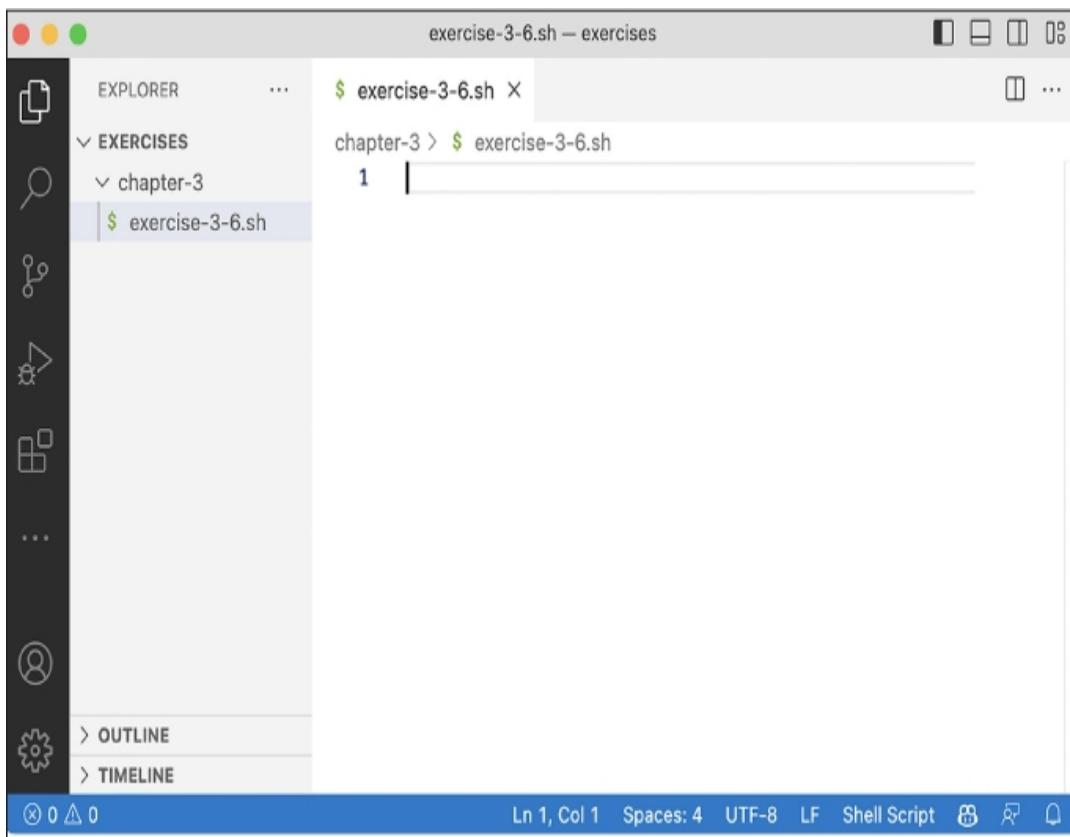 exercise-3-6.sh — exercises
EXPLORER ...
$ exercise-3-6.sh ×
EXERCISES
chapter-3 > $ exercise-3-6.sh
chapter-3
1
$ exercise-3-6.sh
OUTLINE
TIMELINE
0 0 Ln 1, Col 1 Spaces: 4 UTF-8 LF Shell Script